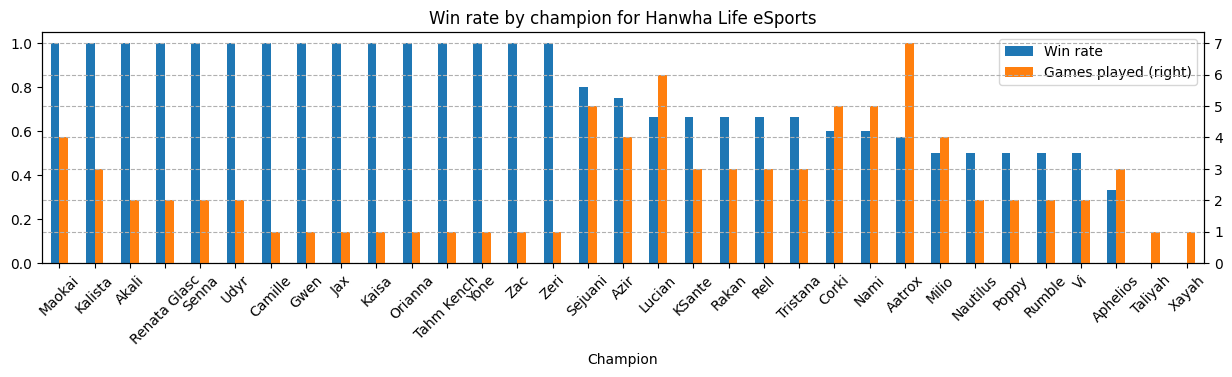 Win rate by champion for Hanwha Life eSports
1.0
0.8
0.6
0.4
0.2
0.0
7
6
5
4
3
2
1
0
Win rate
Games played (right)
Maokai
Kalista
Akali
Renata Glasc
Senna
Udyr
Camille
Gwen
Jax
Kaisa
Orianna
Tahm Kench
Yone
Zac
Zeri
Sejuani
Azir
Lucian
KSante
Rakan
Rell
Tristana
Corki
Nami
Aatrox
Milio
Nautilus
Poppy
Rumble
Vi
Aphelios
Taliyah
Xayah
Champion